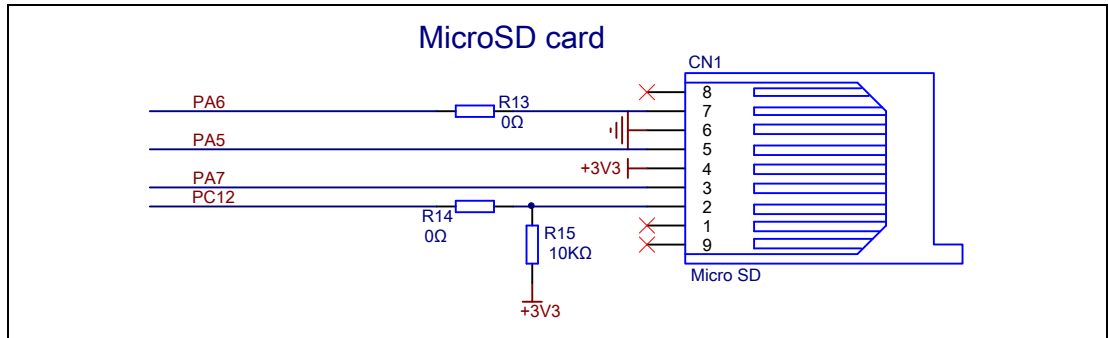 MicroSD card
CN1
8
PA6
R13
0Ω
7
6
PA5
5
+3V3
4
PA7
3
PC12
R14
0Ω
2
R15
10KΩ
1
9
+3V3
Micro SD